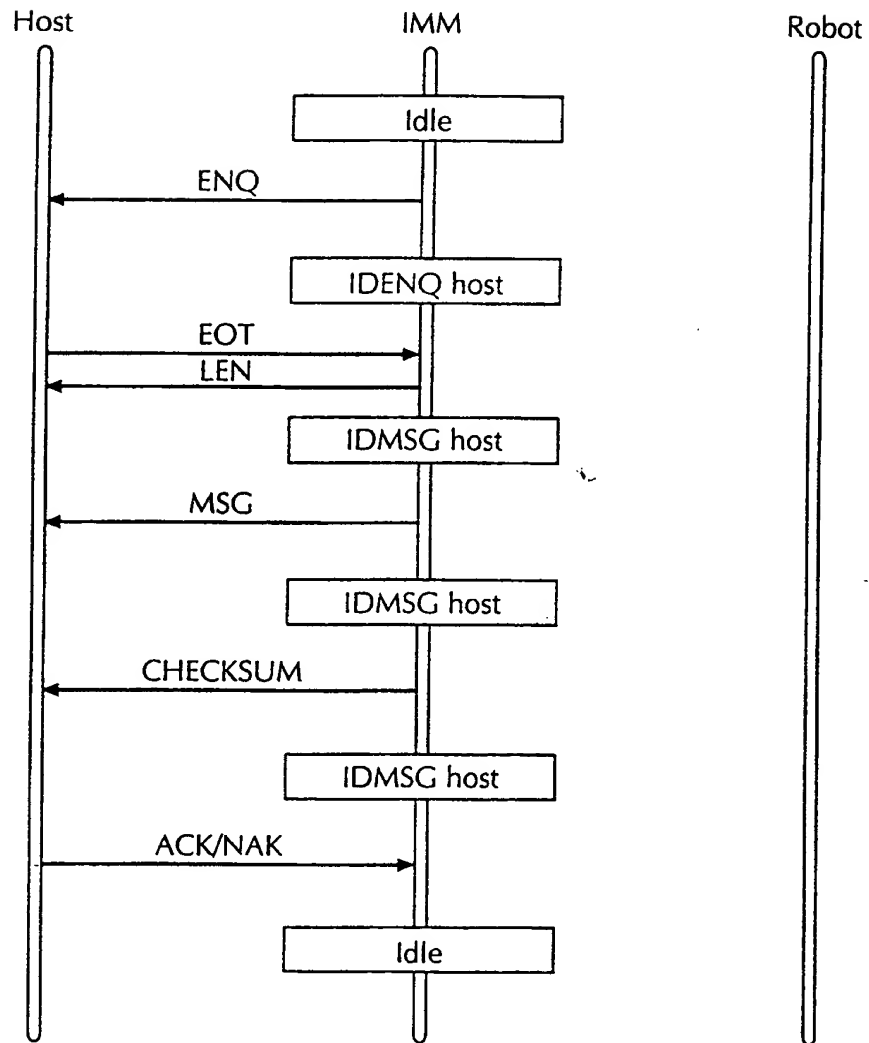 Host IMM Robot
Idle
ENQ
IDENQ host
EOT
LEN
IDMSG host
MSG
IDMSG host
CHECKSUM
IDMSG host
ACK/NAK
Idle